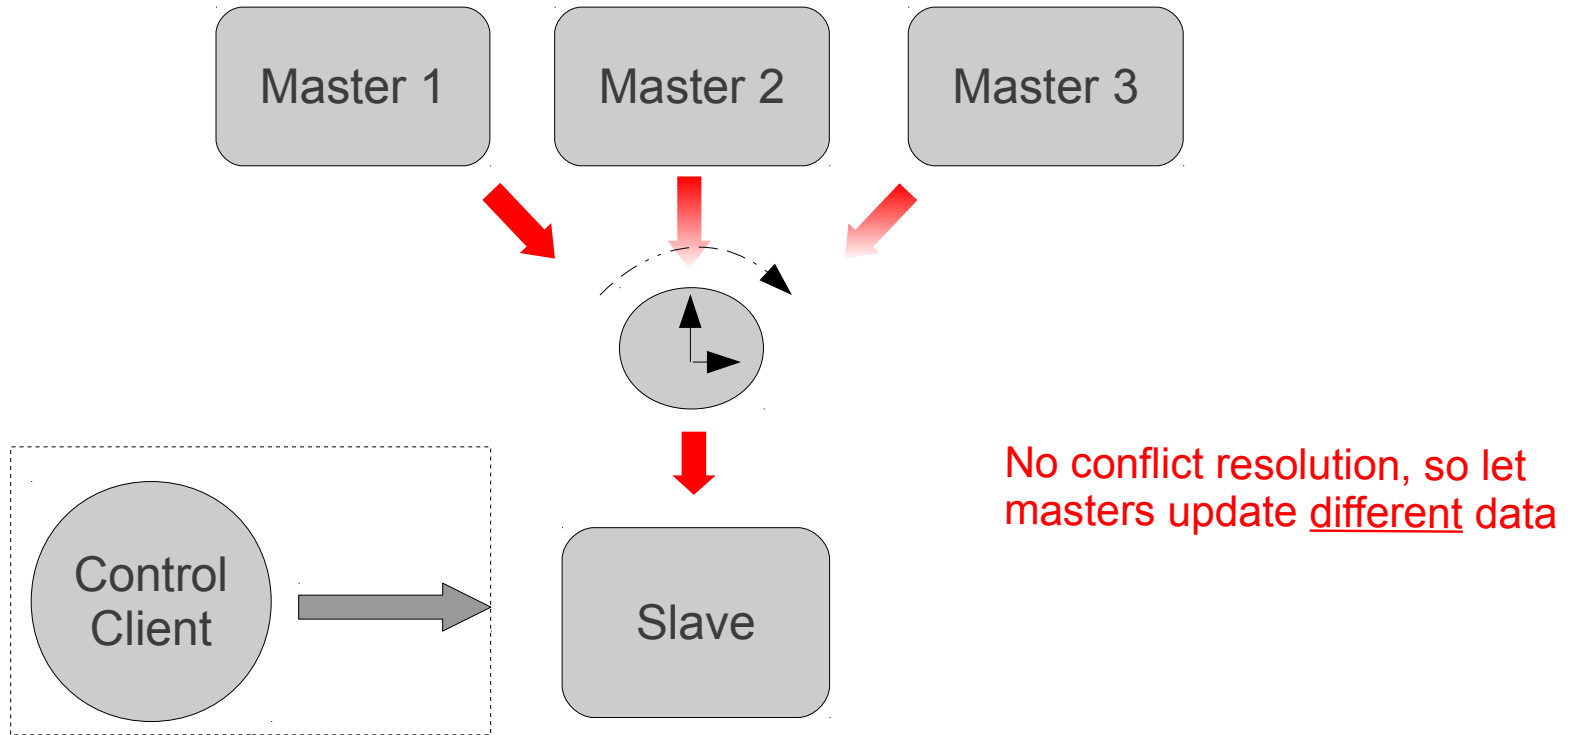 Master 1
Master 2
Master 3
No conflict resolution, so let
masters update different data
Control
Client
Slave